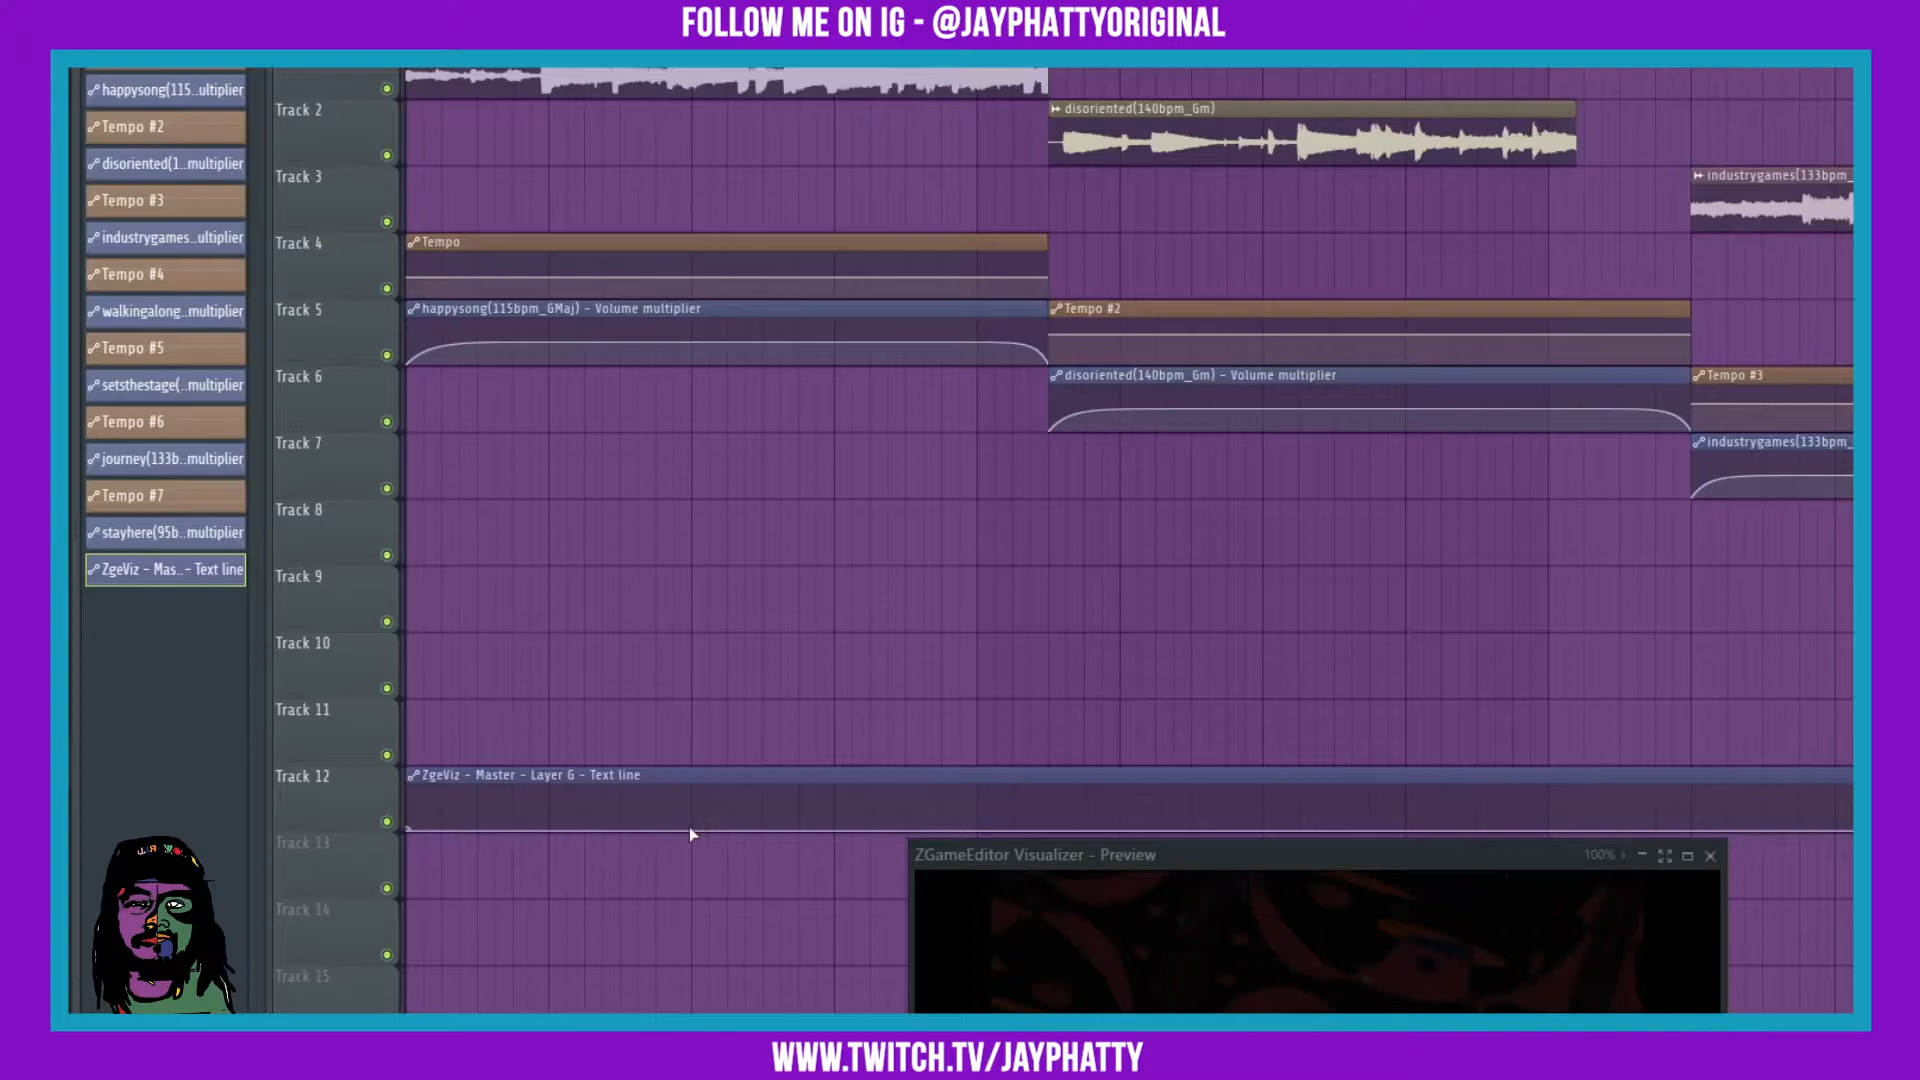 FOLLOW ME ON IG - @JAYPHATTYORIGINAL
happysong(115..ultiplier
Tempo #2
disoriented(1..multiplier
Tempo #3
industrygames..ultiplier
Tempo #4
walkingalong..multiplier
Tempo #5
setsthestage(..multiplier
Tempo #6
journey(133b..multiplier
Tempo #7
stayhere(95b..multiplier
ZgeViz - Mas..- Text line
Track 2
disoriented(140bpm_Gm)
Track 3
industrygames(133bpm_
Track 4
Tempo
Track 5
happysong(115bpm_GMaj) - Volume multiplier
Tempo #2
Track 6
disoriented(140bpm_Gm) - Volume multiplier
Tempo #3
Track 7
industrygames(133bpm_
Track 8
Track 9
Track 10
Track 11
Track 12
ZgeViz - Master - Layer G - Text line
Track 13
ZGameEditor Visualizer - Preview
100%
Track 14
Track 15
WWW.TWITCH.TV/JAYPHATTY